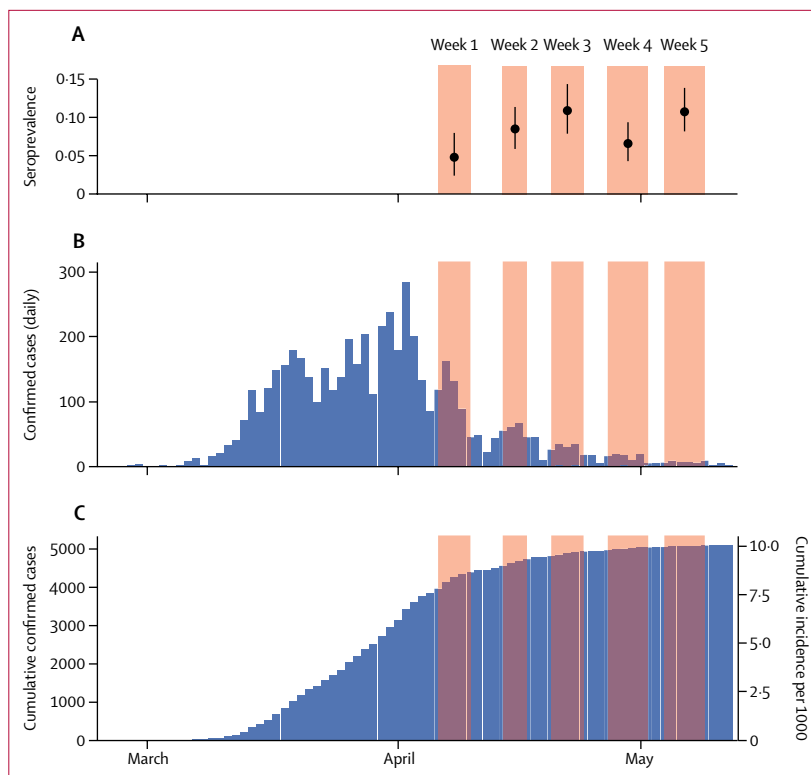 A
Week 1 Week 2 Week 3 Week 4 Week 5
Seroprevalence
0·15
0·10
0·05
0
B
Confirmed cases (daily)
300
200
100
0
C
Cumulative confirmed cases
5000
4000
3000
2000
1000
0
Cumulative incidence per 1000
10·0
7·5
5·0
2·5
0
March April May